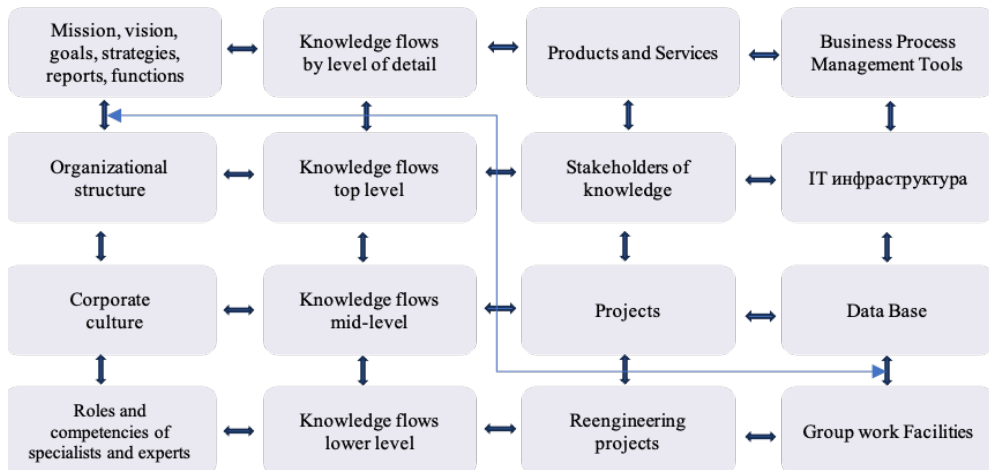 Mission, vision,
goals, strategies,
reports, functions
Knowledge flows
by level of detail
Products and Services
Business Process
Management Tools
Organizational
structure
Knowledge flows
top level
Stakeholders of
knowledge
IT инфраструктура
Corporate
culture
Knowledge flows
mid-level
Projects
Data Base
Roles and
competencies of
specialists and experts
Knowledge flows
lower level
Reengineering
projects
Group work Facilities